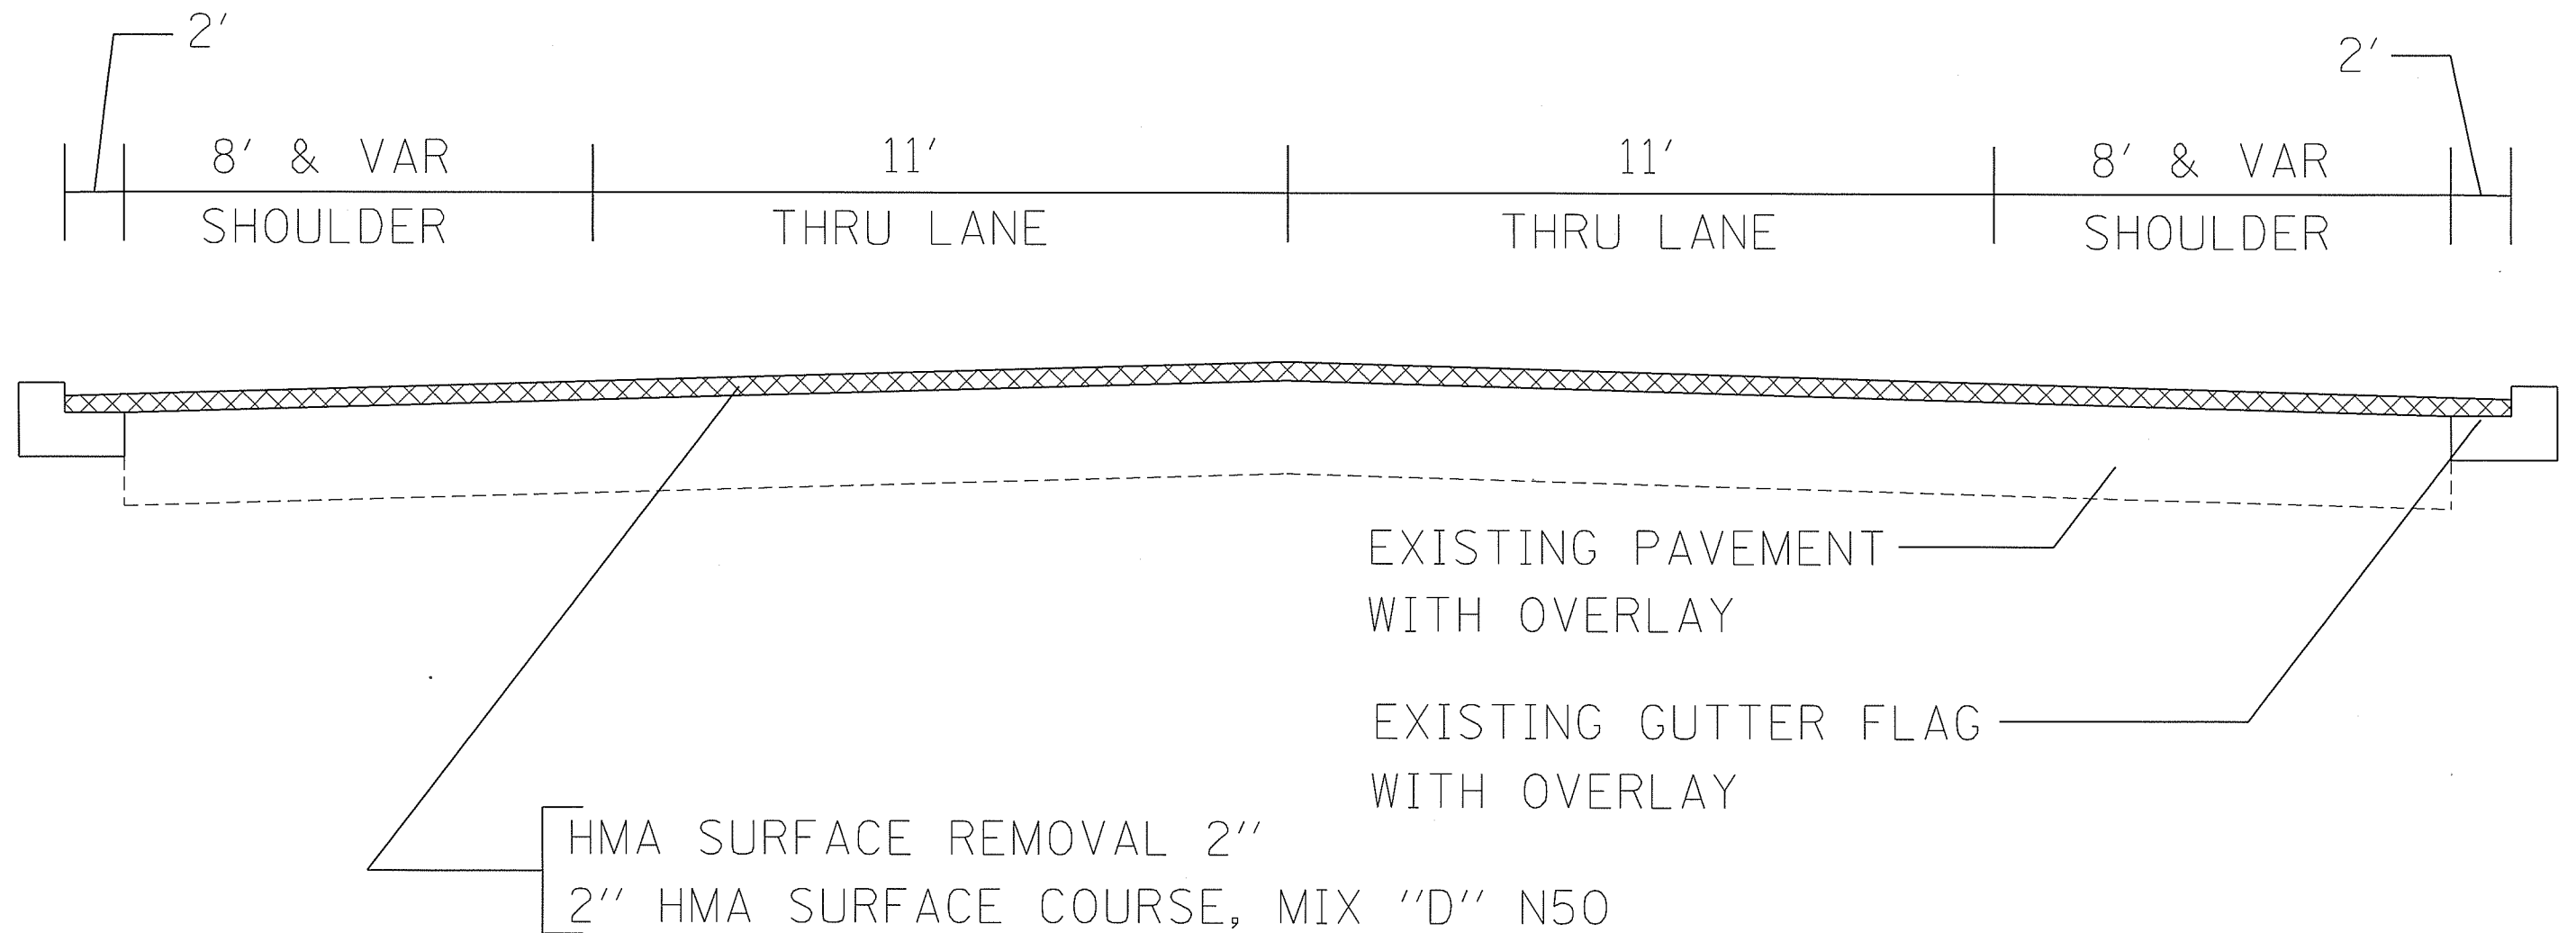 2'
2'
8' & VAR
SHOULDER
11'
THRU LANE
11'
THRU LANE
8' & VAR
SHOULDER
EXISTING PAVEMENT
WITH OVERLAY
EXISTING GUTTER FLAG
WITH OVERLAY
HMA SURFACE REMOVAL 2"
2" HMA SURFACE COURSE, MIX "D" N50